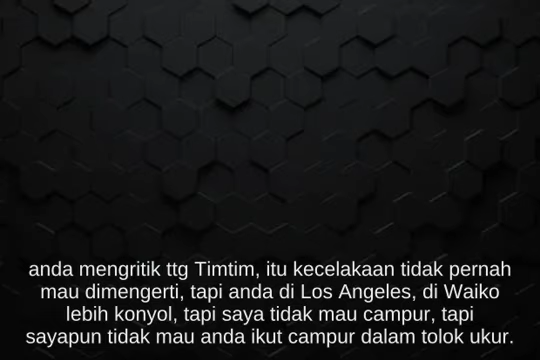 anda mengritik ttg Timtim, itu kecelakaan tidak pernah
mau dimengerti, tapi anda di Los Angeles, di Waiko
lebih konyol, tapi saya tidak mau campur, tapi
sayapun tidak mau anda ikut campur dalam tolok ukur.